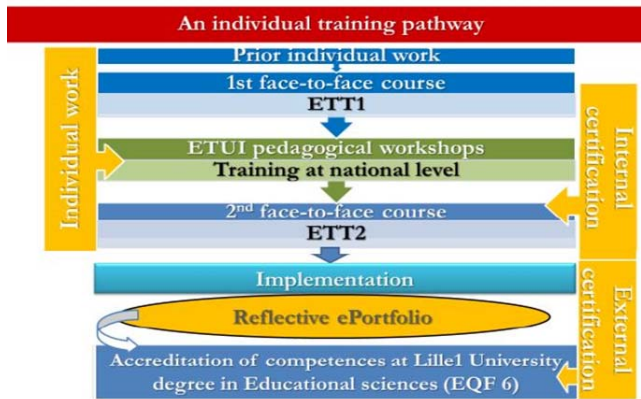 An individual training pathway
Prior individual work
1st face-to-face course
ETT1
ETUI pedagogical workshops
Training at national level
2nd face-to-face course
ETT2
Implementation
Reflective ePortfolio
Accreditation of competences at Lille1 University
degree in Educational sciences (EQF 6)
Individual work
Internal
certification
External
certification